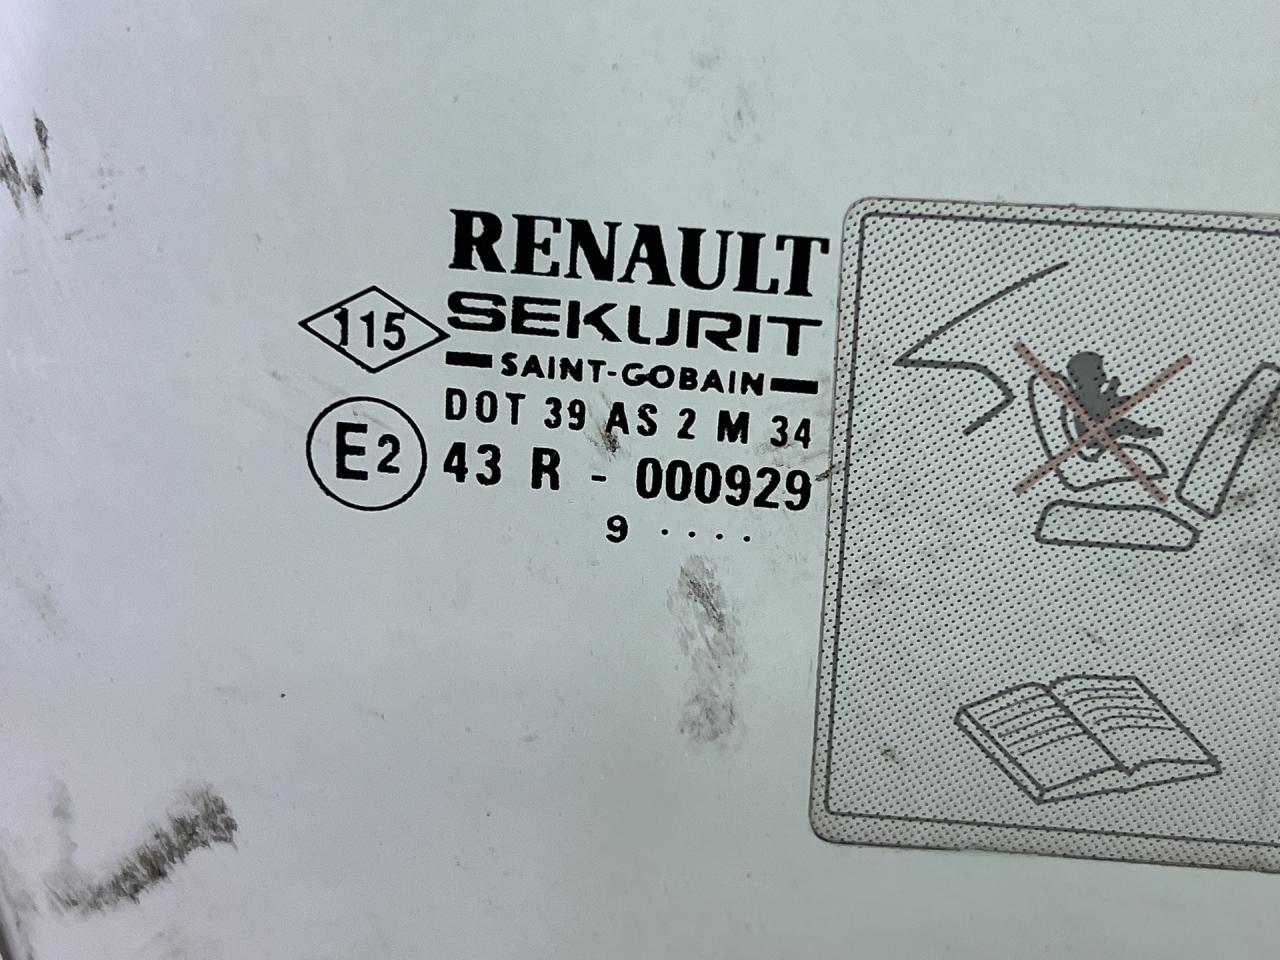 RENAULT
115
SEKURIT
SAINT-GOBAIN
DOT 39 AS 2 M 34
E2 43 R - 000929
9 ....